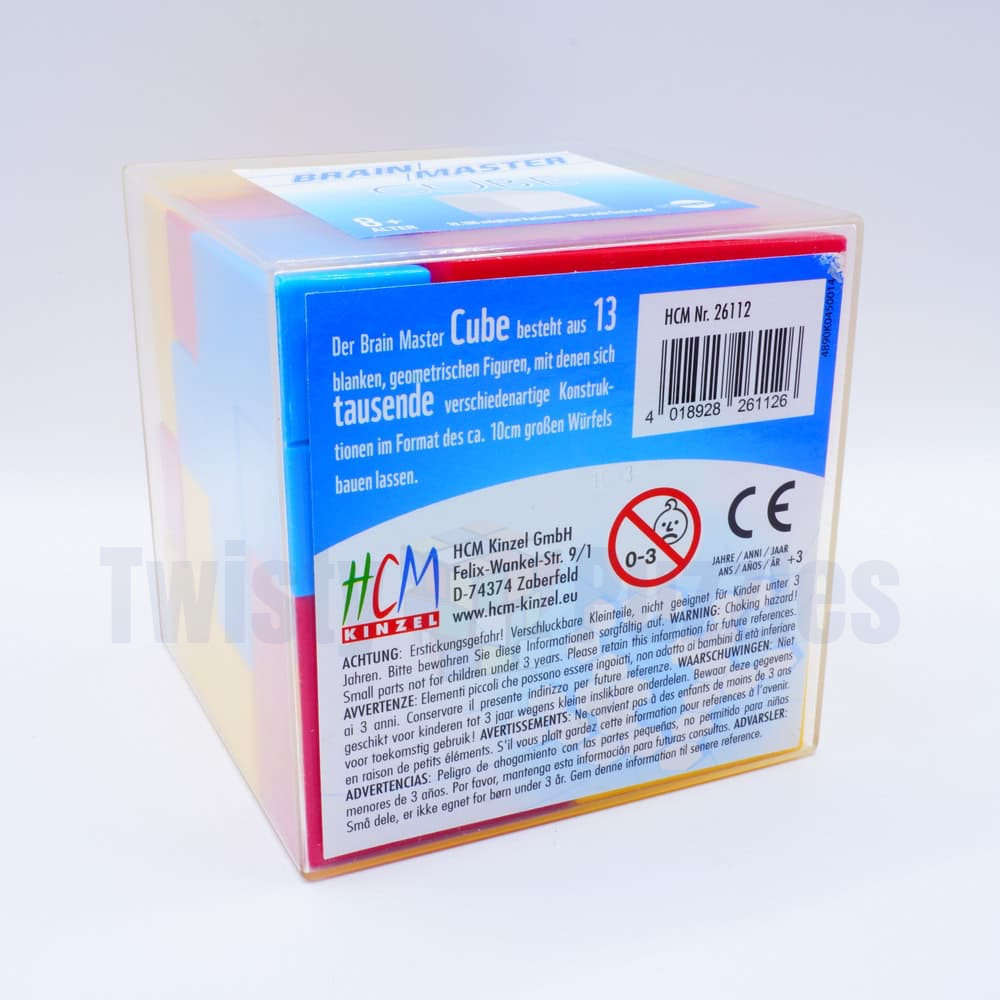 BRAIN MASTER
CUBE
8+
ALTER
Der Brain Master Cube besteht aus 13
blanken, geometrischen Figuren, mit denen sich
tausende verschiedenartige Konstruk-
tionen im Format des ca. 10cm großen Würfels
bauen lassen.
HCM Nr. 26112
4 018928 261126
HCM
KINZEL
HCM Kinzel GmbH
Felix-Wankel-Str. 9/1
D-74374 Zaberfeld
www.hcm-kinzel.eu
0-3
CE
JAHRE / ANNI / JAAR
ANS / AÑOS / ÅR +3
ACHTUNG: Erstickungsgefahr! Verschluckbare Kleinteile, nicht geeignet für Kinder unter 3
Jahren. Bitte bewahren Sie diese Informationen sorgfältig auf. WARNING: Choking hazard!
Small parts not for children under 3 years. Please retain this information for future references.
AVVERTENZE: Elementi piccoli che possono essere ingoiati, non adatto ai bambini di età inferiore
ai 3 anni. Conservare il presente indirizzo per future referenze. WAARSCHUWINGEN: Niet
geschikt voor kinderen tot 3 jaar wegens kleine inslikbare onderdelen. Bewaar deze gegevens
voor toekomstig gebruik! AVERTISSEMENTS: Ne convient pas à des enfants de moins de 3 ans
en raison de petits éléments. S'il vous plaît gardez cette information pour references à l'avenir.
ADVERTENCIAS: Peligro de ahogamiento con las partes pequeñas, no permitido para niños
menores de 3 años. Por favor, mantenga esta información para futuras consultas. ADVARSLER:
Små dele, er ikke egnet for børn under 3 år. Gem denne information til senere reference.